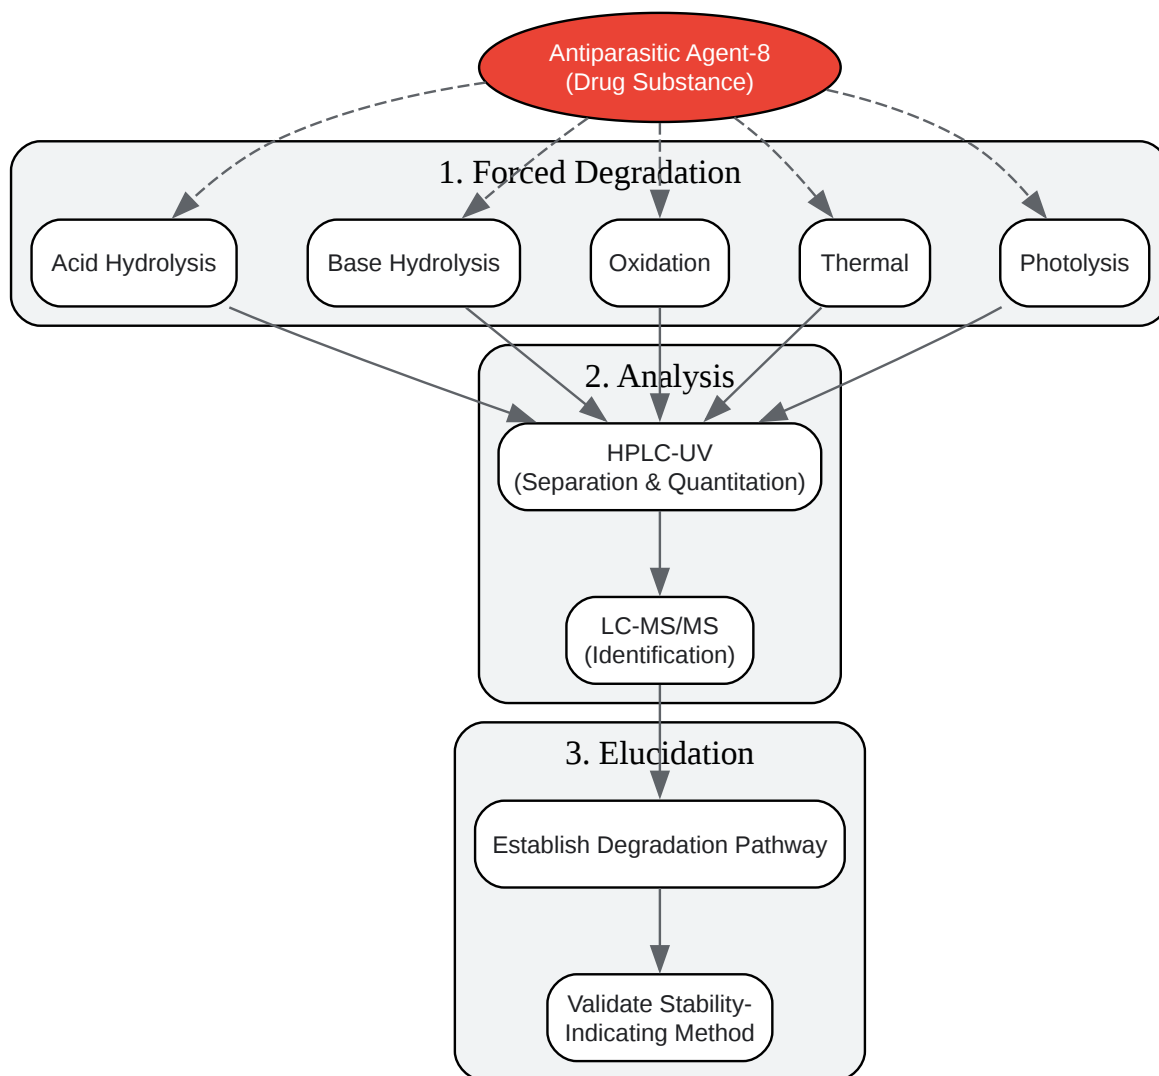 Antiparasitic Agent-8
(Drug Substance)
1. Forced Degradation
Acid Hydrolysis
Base Hydrolysis
Oxidation
Thermal
Photolysis
2. Analysis
HPLC-UV
(Separation & Quantitation)
LC-MS/MS
(Identification)
3. Elucidation
Establish Degradation Pathway
Validate Stability-
Indicating Method